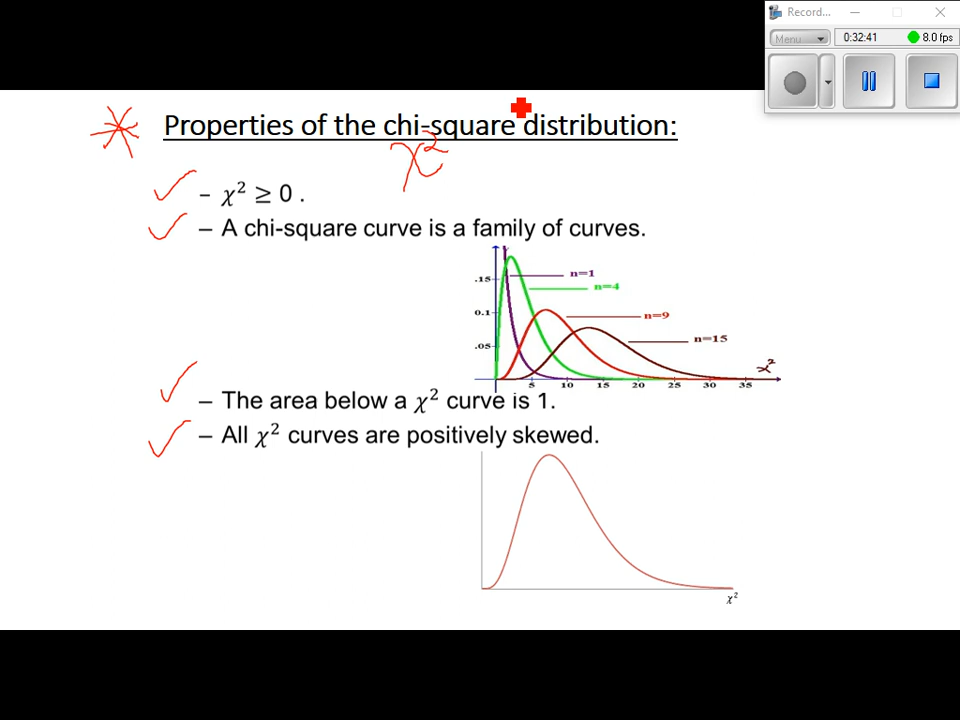 Record...
Menu
0:32:41
8.0 fps
Properties of the chi-square distribution:
χ²
– χ² ≥ 0 .
– A chi-square curve is a family of curves.
.15
0.1
.05
n=1
n=4
n=9
n=15
x²
5 10 15 20 25 30 35
– The area below a χ² curve is 1.
– All χ² curves are positively skewed.
χ²